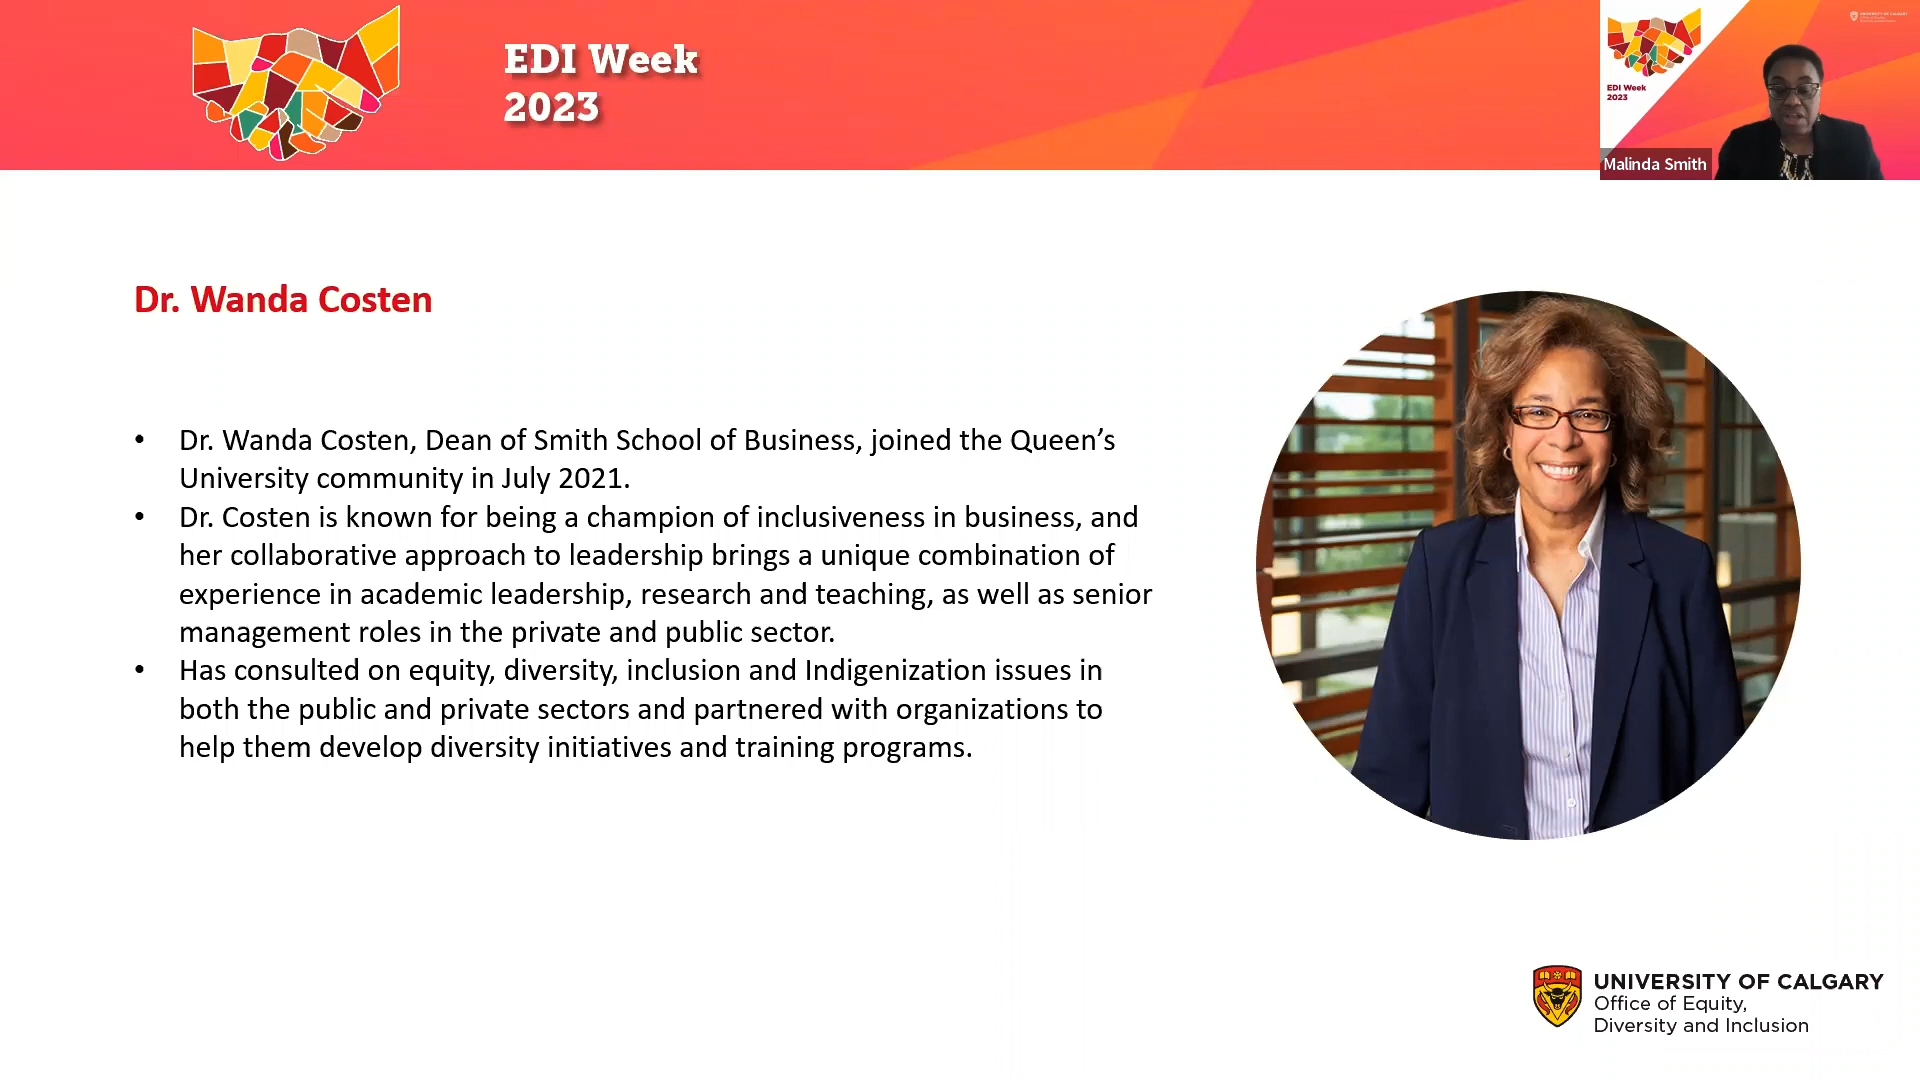 EDI Week
2023
EDI Week
2023
UNIVERSITY OF CALGARY
Malinda Smith
Dr. Wanda Costen
• Dr. Wanda Costen, Dean of Smith School of Business, joined the Queen’s
University community in July 2021.
• Dr. Costen is known for being a champion of inclusiveness in business, and
her collaborative approach to leadership brings a unique combination of
experience in academic leadership, research and teaching, as well as senior
management roles in the private and public sector.
• Has consulted on equity, diversity, inclusion and Indigenization issues in
both the public and private sectors and partnered with organizations to
help them develop diversity initiatives and training programs.
UNIVERSITY OF CALGARY
Office of Equity,
Diversity and Inclusion